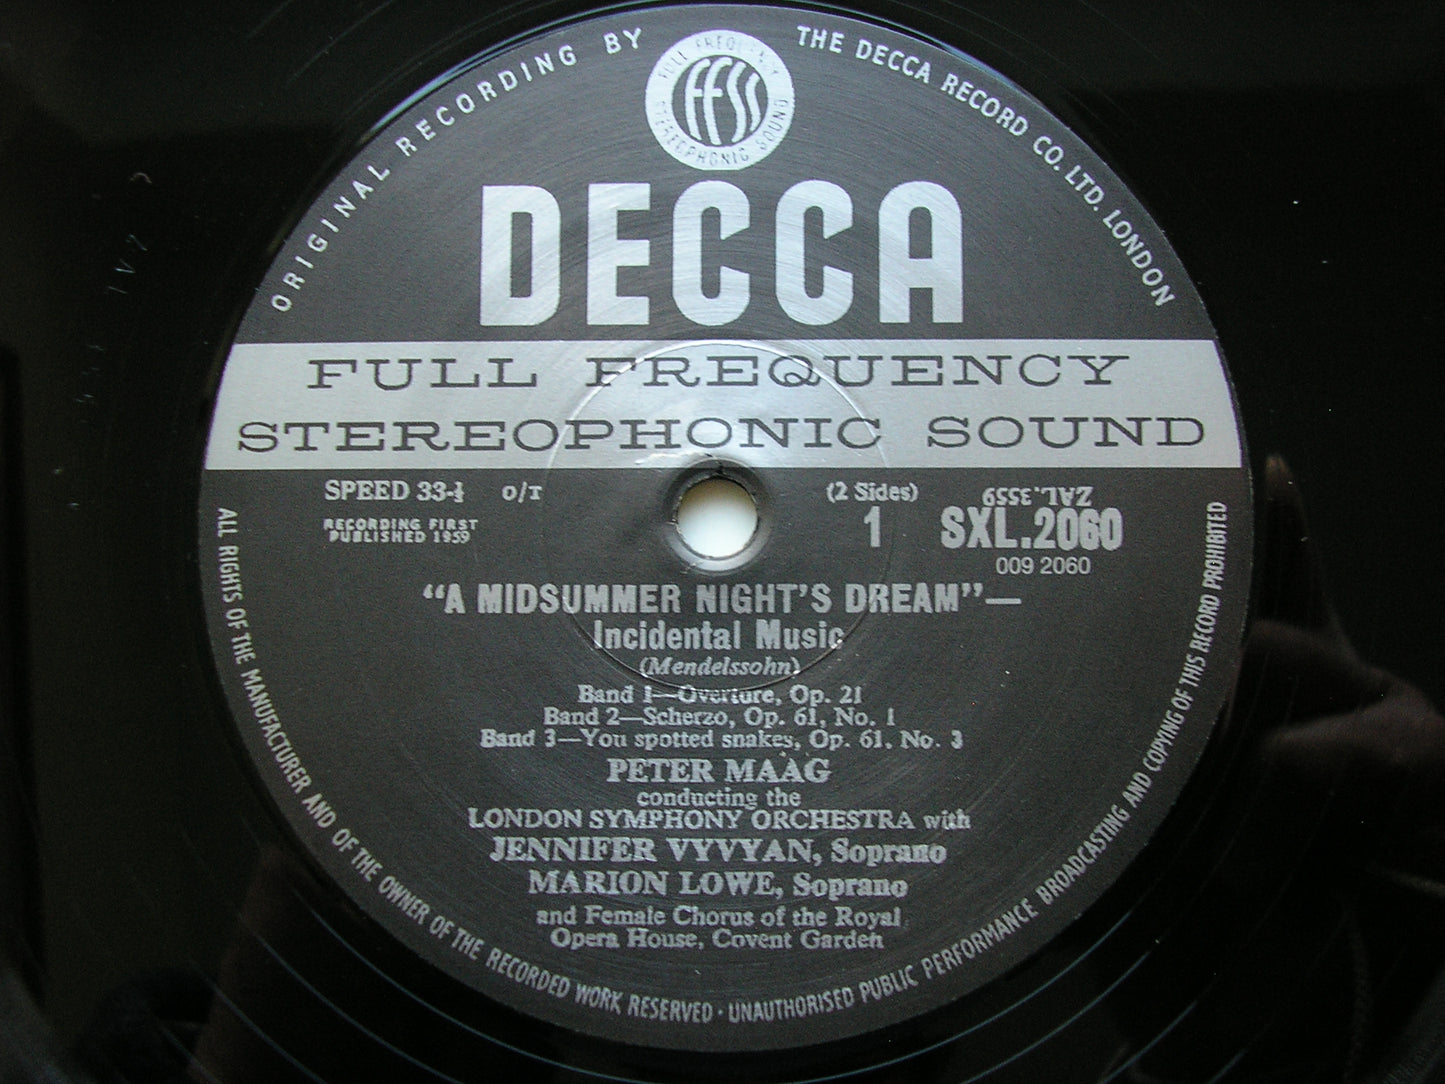 ORIGINAL RECORDING BY
THE DECCA RECORD CO. LTD. LONDON
FULL FREQUENCY
FFSS
STEREOPHONIC SOUND
DECCA
FULL FREQUENCY
STEREOPHONIC SOUND
SPEED 33-⅓ O/T
(2 Sides)
ZAL.3559
RECORDING FIRST
PUBLISHED 1959
1
SXL.2060
009 2060
"A MIDSUMMER NIGHT'S DREAM"—
Incidental Music
(Mendelssohn)
Band 1—Overture, Op. 21
Band 2—Scherzo, Op. 61, No. 1
Band 3—You spotted snakes, Op. 61, No. 3
PETER MAAG
conducting the
LONDON SYMPHONY ORCHESTRA with
JENNIFER VYVYAN, Soprano
MARION LOWE, Soprano
and Female Chorus of the Royal
Opera House, Covent Garden
ALL RIGHTS OF THE MANUFACTURER AND OF THE OWNER OF THE RECORDED WORK RESERVED · UNAUTHORISED PUBLIC PERFORMANCE BROADCASTING AND COPYING OF THIS RECORD PROHIBITED